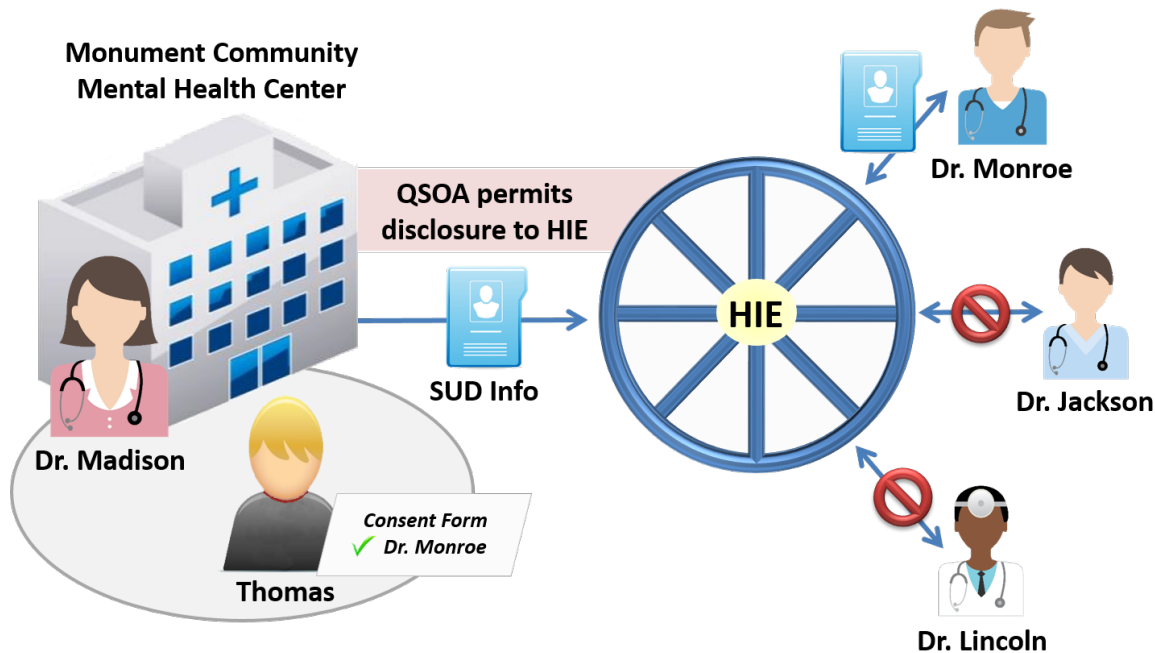 Monument Community
Mental Health Center
QSOA permits
disclosure to HIE
SUD Info
HIE
Dr. Monroe
Dr. Jackson
Dr. Lincoln
Dr. Madison
Thomas
Consent Form
Dr. Monroe